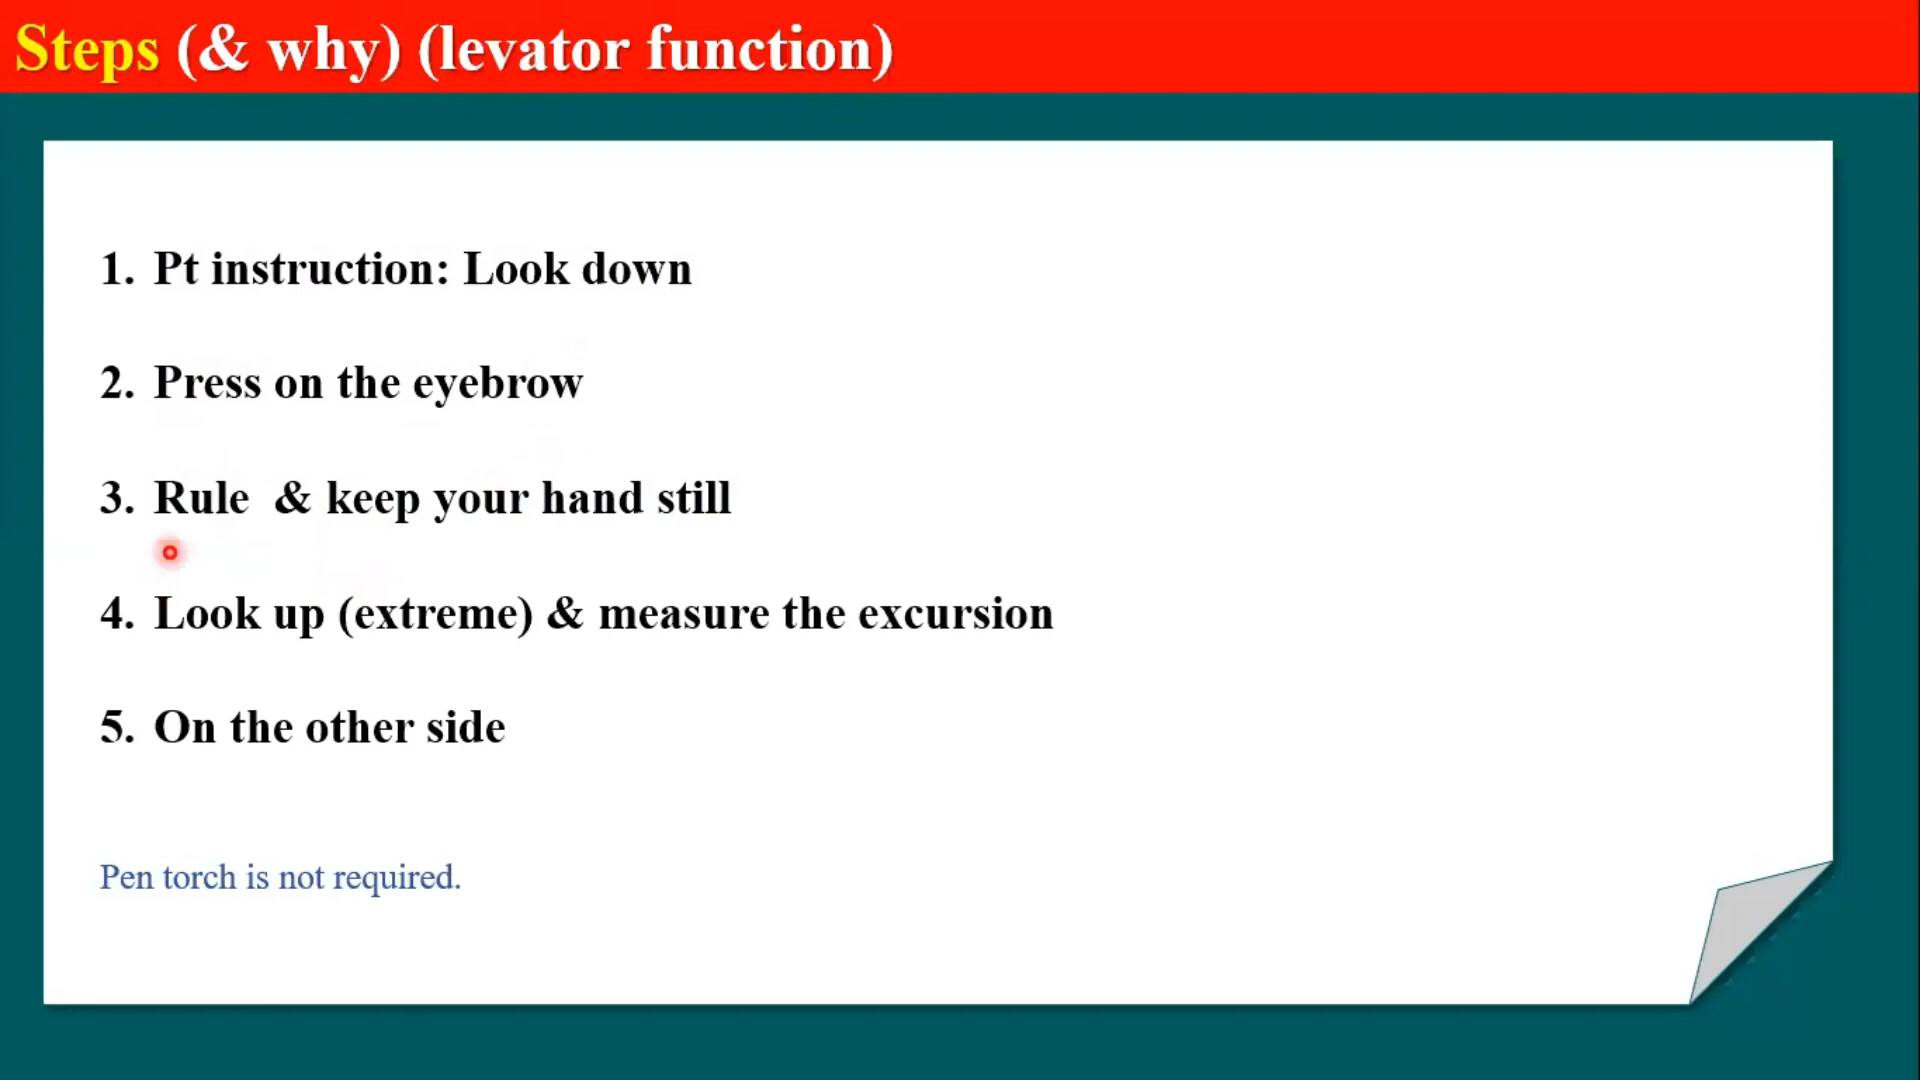 Steps (& why) (levator function)
1. Pt instruction: Look down
2. Press on the eyebrow
3. Rule & keep your hand still
4. Look up (extreme) & measure the excursion
5. On the other side
Pen torch is not required.